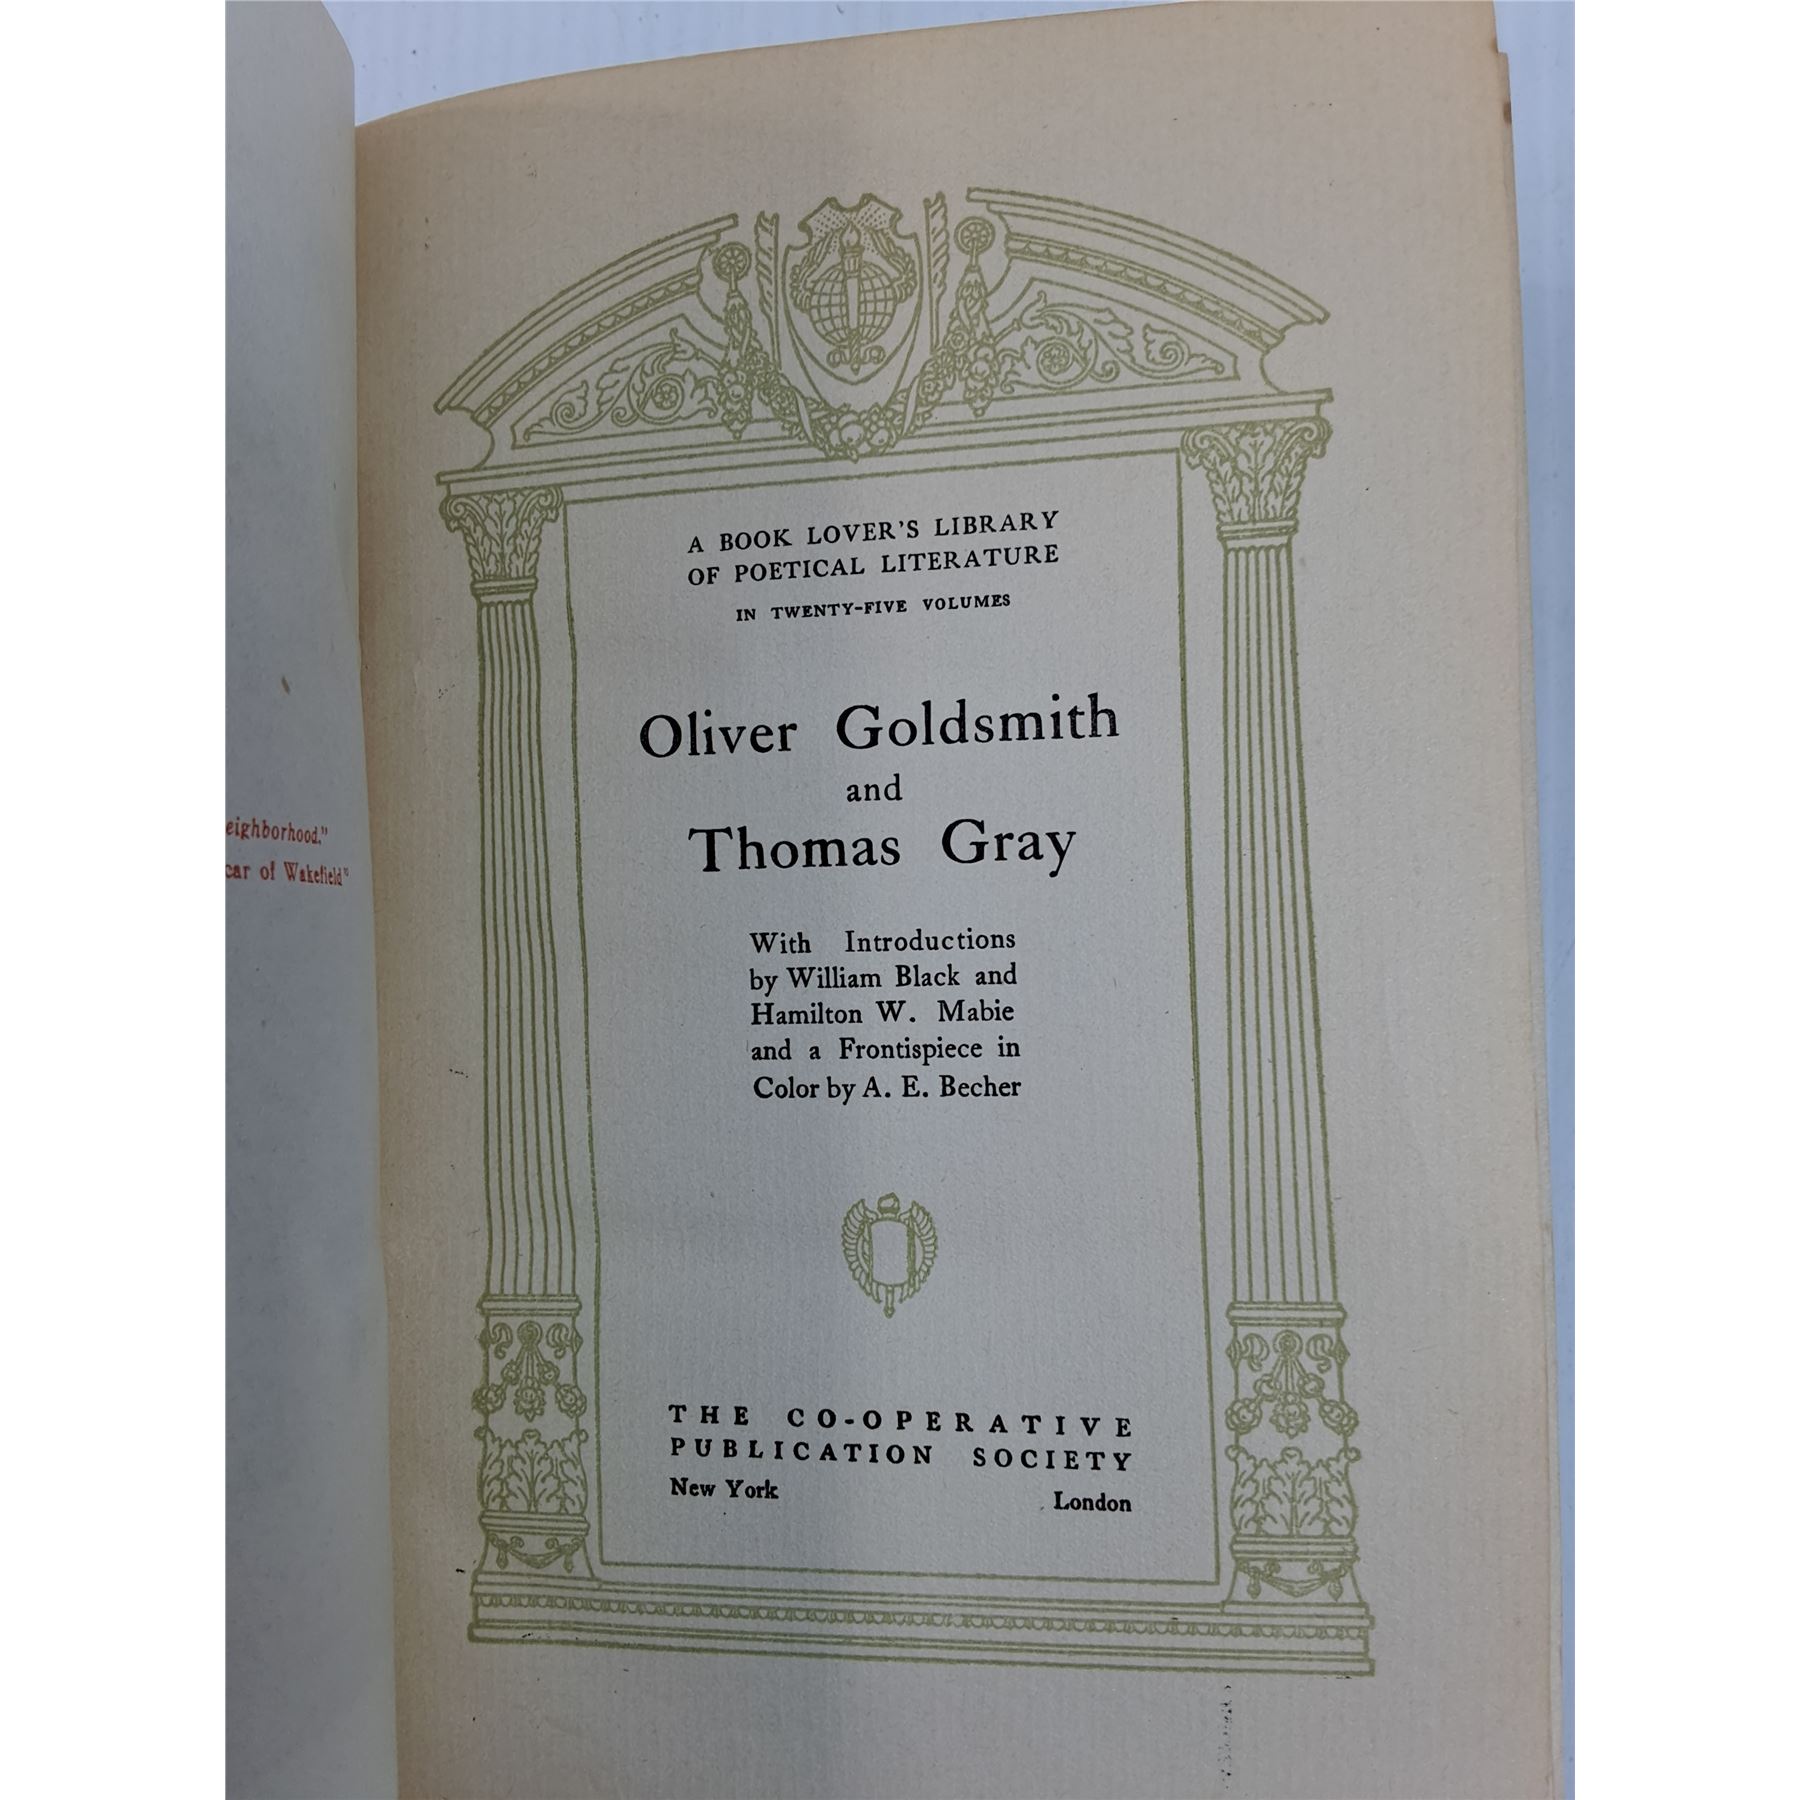 eighborhood."
car of Wakefield"
A BOOK LOVER'S LIBRARY
OF POETICAL LITERATURE
IN TWENTY-FIVE VOLUMES
Oliver Goldsmith
and
Thomas Gray
With Introductions
by William Black and
Hamilton W. Mabie
and a Frontispiece in
Color by A. E. Becher
THE CO-OPERATIVE
PUBLICATION SOCIETY
New York London